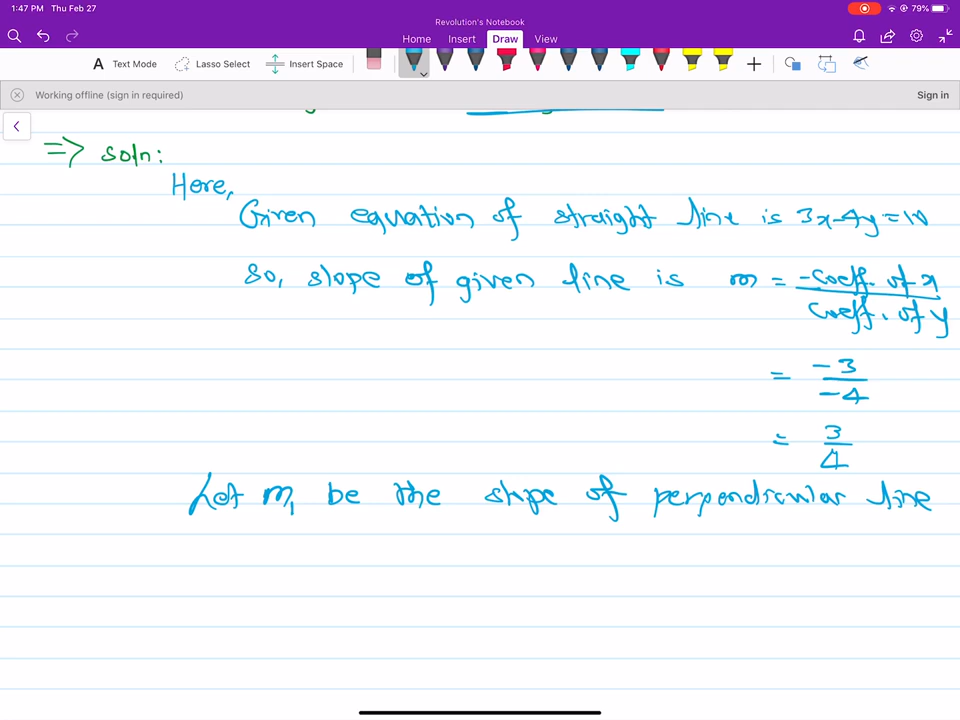 1:47 PM Thu Feb 27
79%
Revolution's Notebook
Home Insert Draw View
Text Mode Lasso Select Insert Space
Working offline (sign in required) Sign in
=> soln:
Here,
Given equation of straight line is 3x-4y=10
So, slope of given line is m = -coeff. of x
coeff. of y
= -3
-4
= 3
4
Let m1 be the slope of perpendicular line